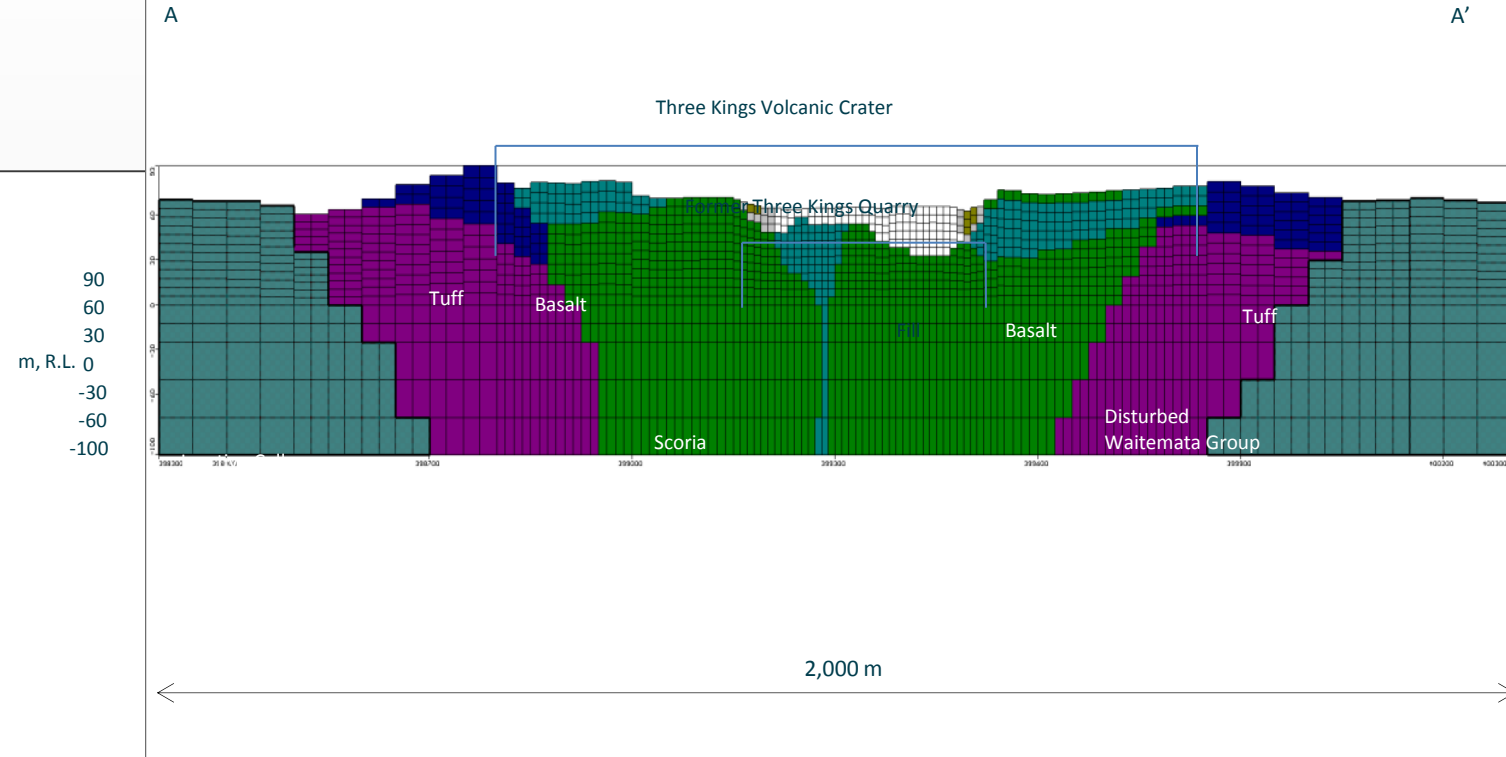 A
A'
Three Kings Volcanic Crater
Former Three Kings Quarry
90
60
30
m, R.L. 0
-30
-60
-100
Tuff
Basalt
Fill
Basalt
Tuff
Scoria
Disturbed
Waitemata Group
2,000 m